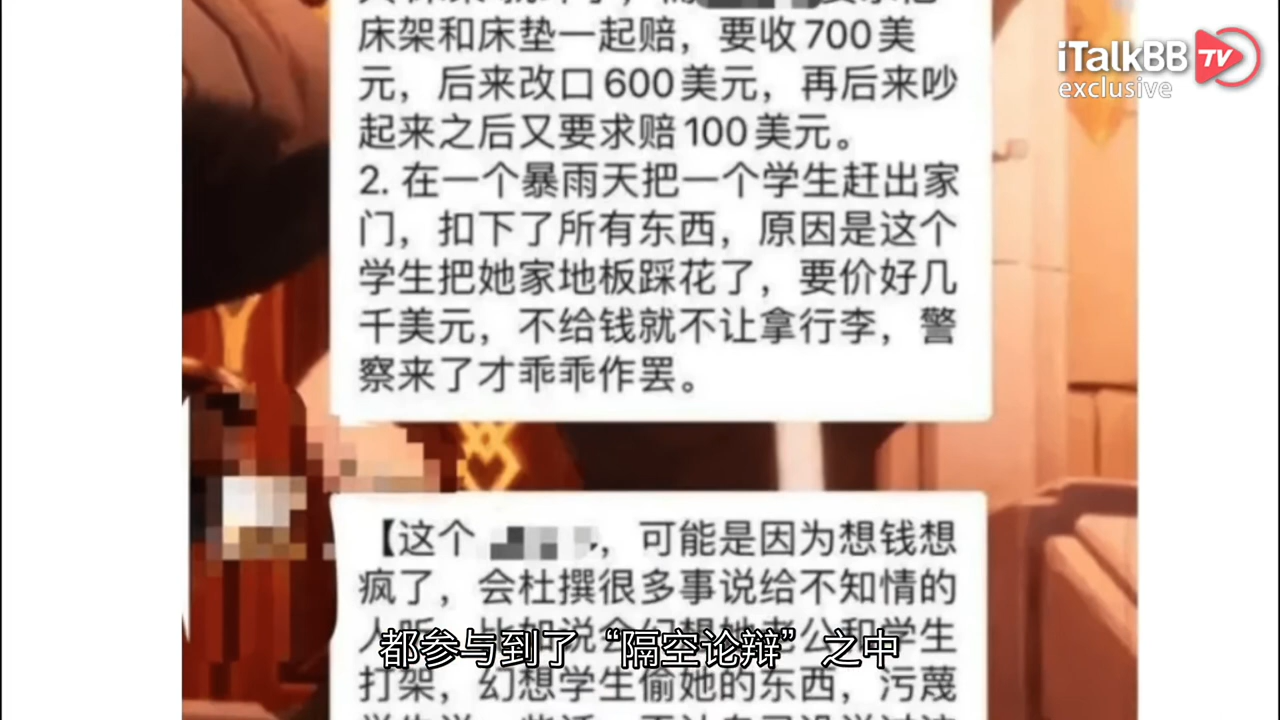 iTalkBB TV
exclusive
床架和床垫一起赔，要收700美
元，后来改口600美元，再后来吵
起来之后又要求赔100美元。
2. 在一个暴雨天把一个学生赶出家
门，扣下了所有东西，原因是这个
学生把她家地板踩花了，要价好几
千美元，不给钱就不让拿行李，警
察来了才乖乖作罢。
【这个，可能是因为想钱想
疯了，会杜撰很多事说给不知情的
人听，比如说会幻想她老公和学生
都参与到了“隔空论辩”之中
打架，幻想学生偷她的东西，污蔑